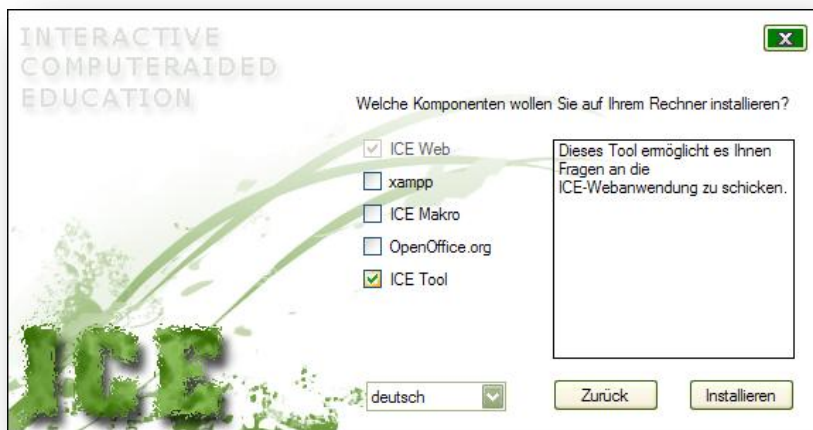 INTERACTIVE
COMPUTERAIDED
EDUCATION
X
Welche Komponenten wollen Sie auf Ihrem Rechner installieren?
ICE Web
xampp
ICE Makro
OpenOffice.org
ICE Tool
Dieses Tool ermöglicht es Ihnen
Fragen an die
ICE-Webanwendung zu schicken.
ICE
deutsch
Zurück
Installieren